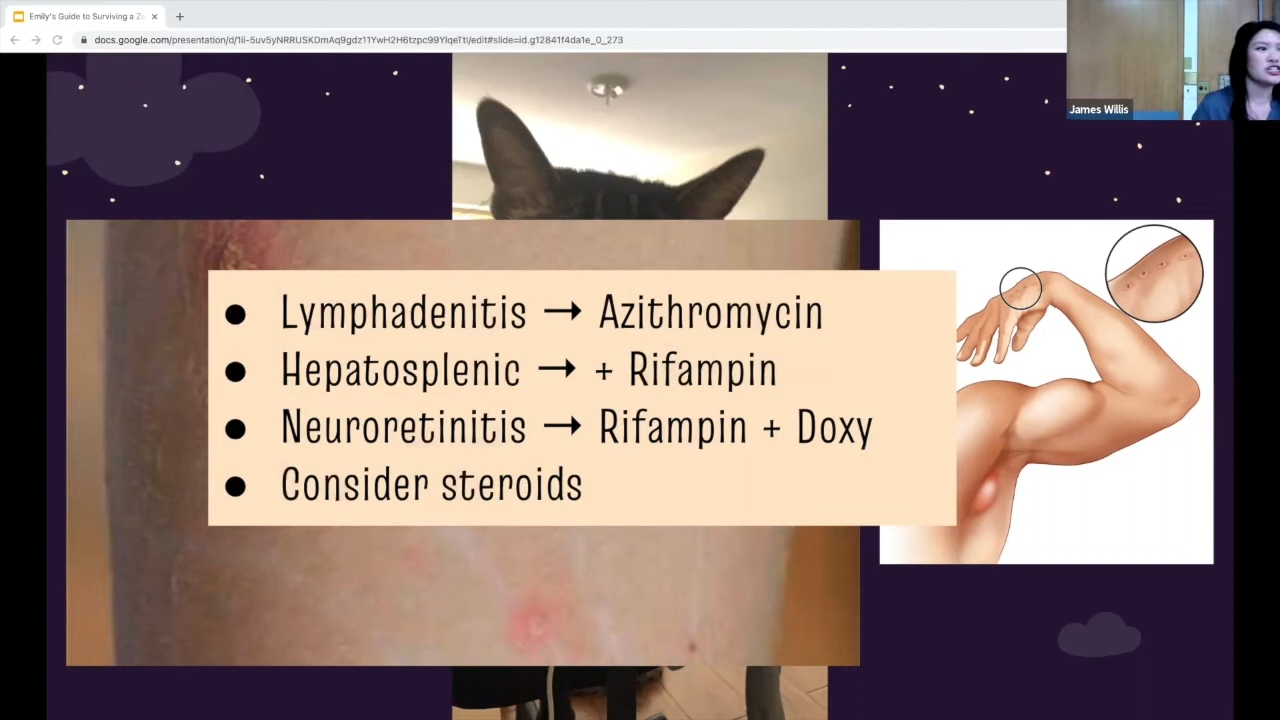 Emily's Guide to Surviving a Z
docs.google.com/presentation/d/1Ii-5uv5yNRRUSKDmAq9gdz11YwH2H6tzpc99YlqeTtI/edit#slide=id.g12841f4da1e_0_273
James Willis
● Lymphadenitis → Azithromycin
● Hepatosplenic → + Rifampin
● Neuroretinitis → Rifampin + Doxy
● Consider steroids